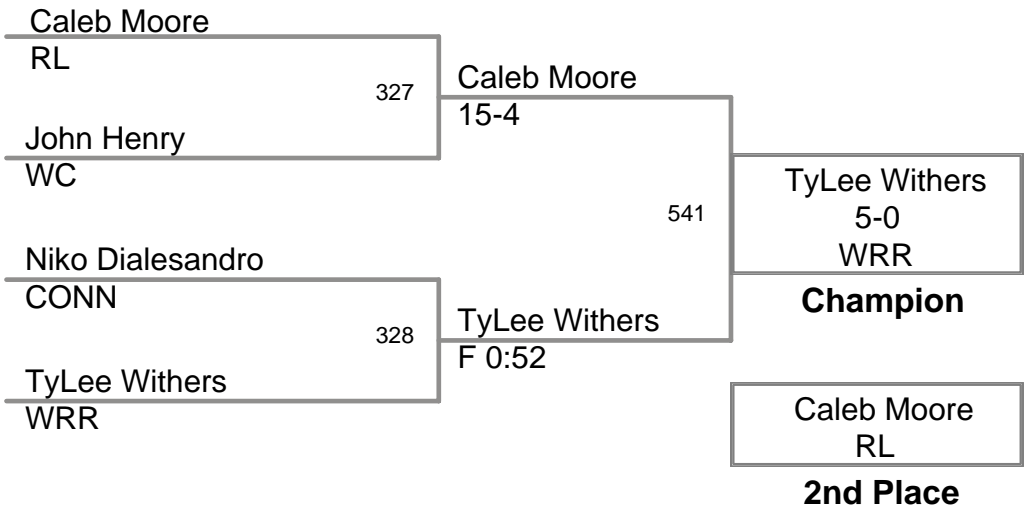 Caleb Moore
RL
327
John Henry
WC
Caleb Moore
15-4
Niko Dialesandro
CONN
328
TyLee Withers
WRR
TyLee Withers
F 0:52
541
TyLee Withers
5-0
WRR
Champion
Caleb Moore
RL
2nd Place